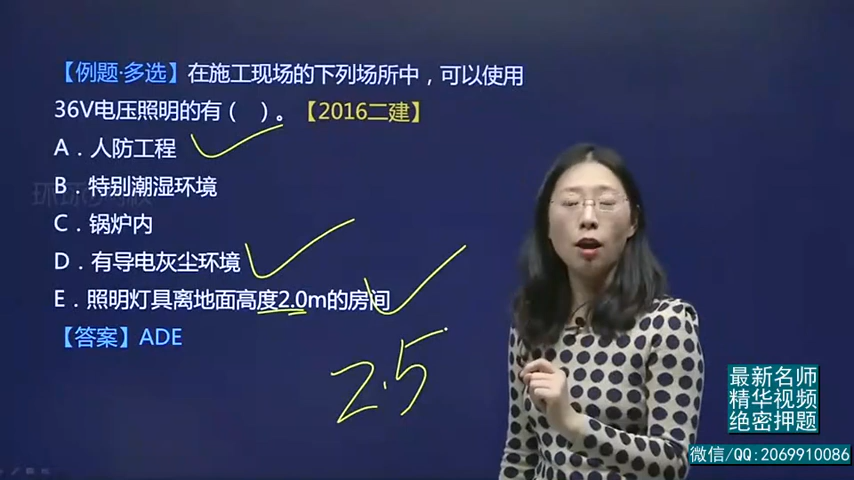 【例题·多选】在施工现场的下列场所中，可以使用
36V电压照明的有（ ）。【2016二建】
A．人防工程
B．特别潮湿环境
C．锅炉内
D．有导电灰尘环境
E．照明灯具离地面高度2.0m的房间
【答案】ADE
2.5
最新名师
精华视频
绝密押题
微信/QQ:2069910086